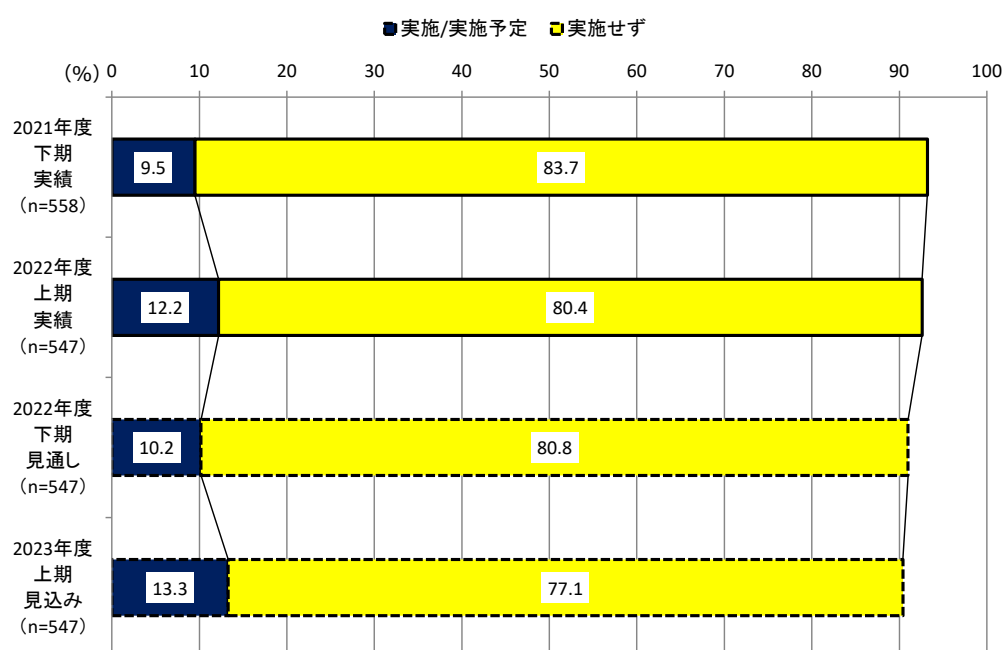 実施/実施予定 実施せず
(%) 0 10 20 30 40 50 60 70 80 90 100
2021年度
下期
実績
(n=558)
9.5 83.7
2022年度
上期
実績
(n=547)
12.2 80.4
2022年度
下期
見通し
(n=547)
10.2 80.8
2023年度
上期
見込み
(n=547)
13.3 77.1